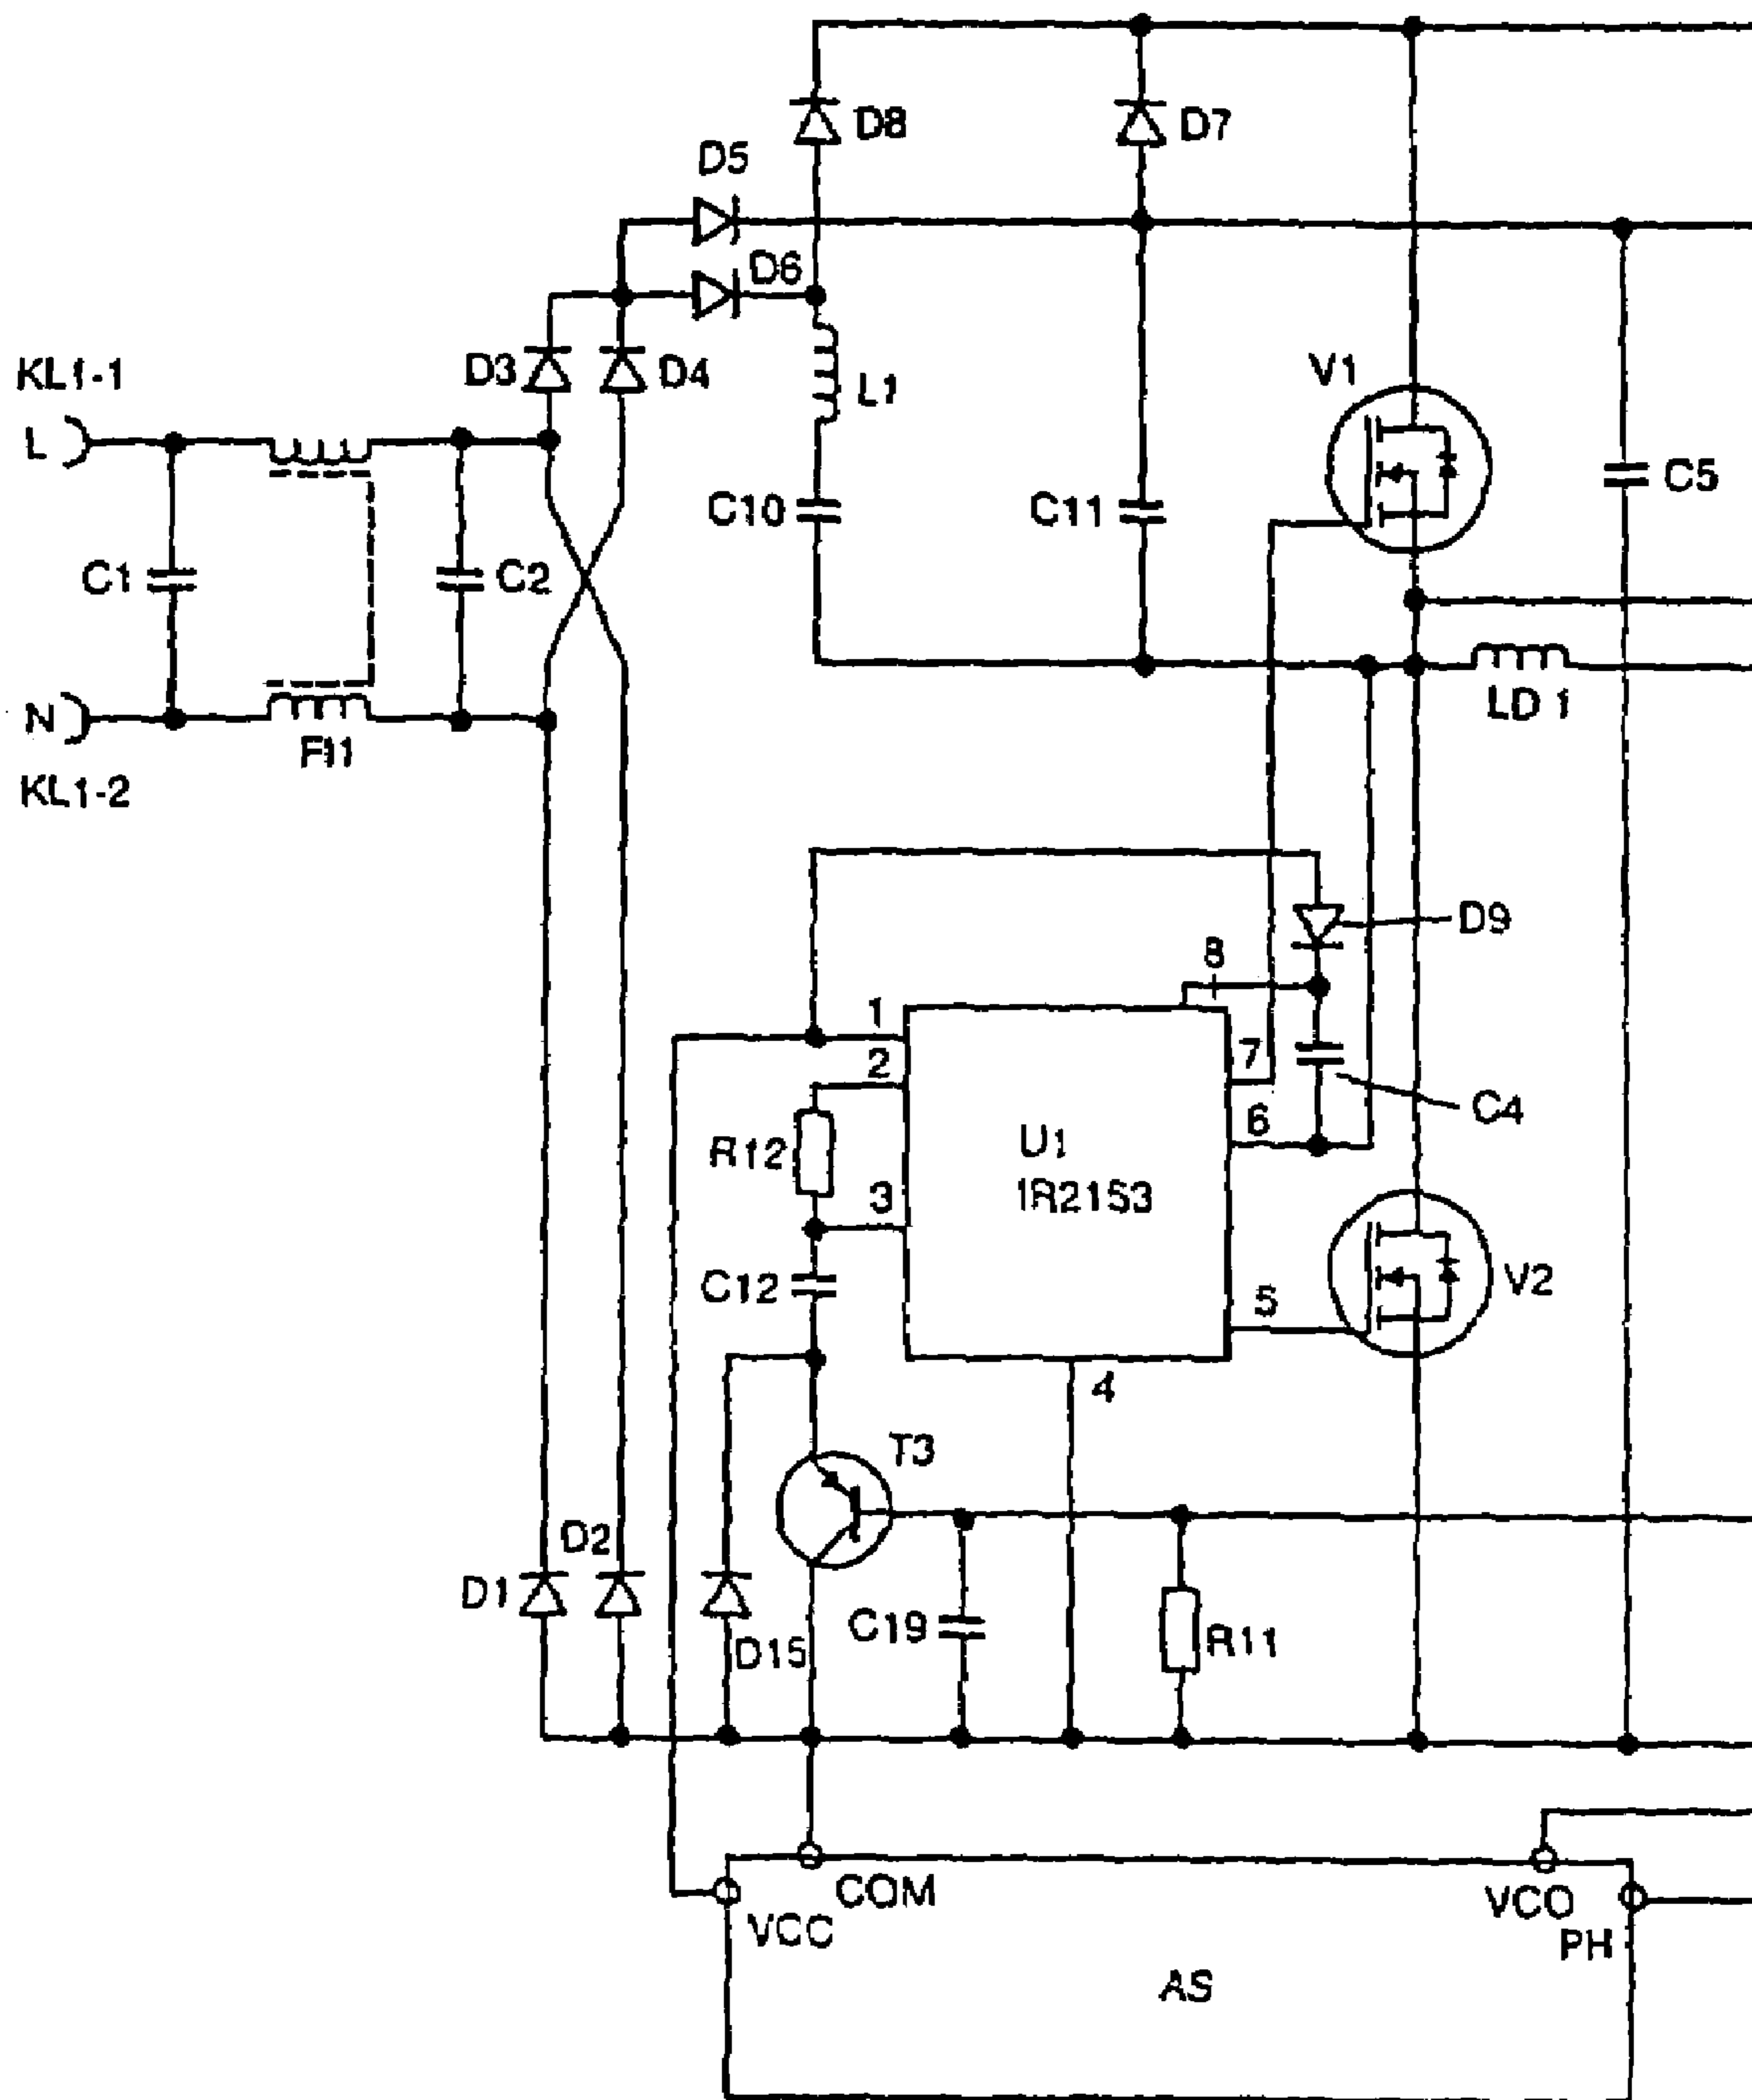 D8
D7
D5
D6
KL1-1
D3
D4
L1
V1
L
C10
C11
C5
C1
C2
N
FI1
LD 1
KL1-2
D9
8
1
2
7
C4
6
R12
U1
3
IR21S3
C12
5
V2
4
T3
D2
D1
C19
R11
D15
COM
VCC
VCO
PH
AS